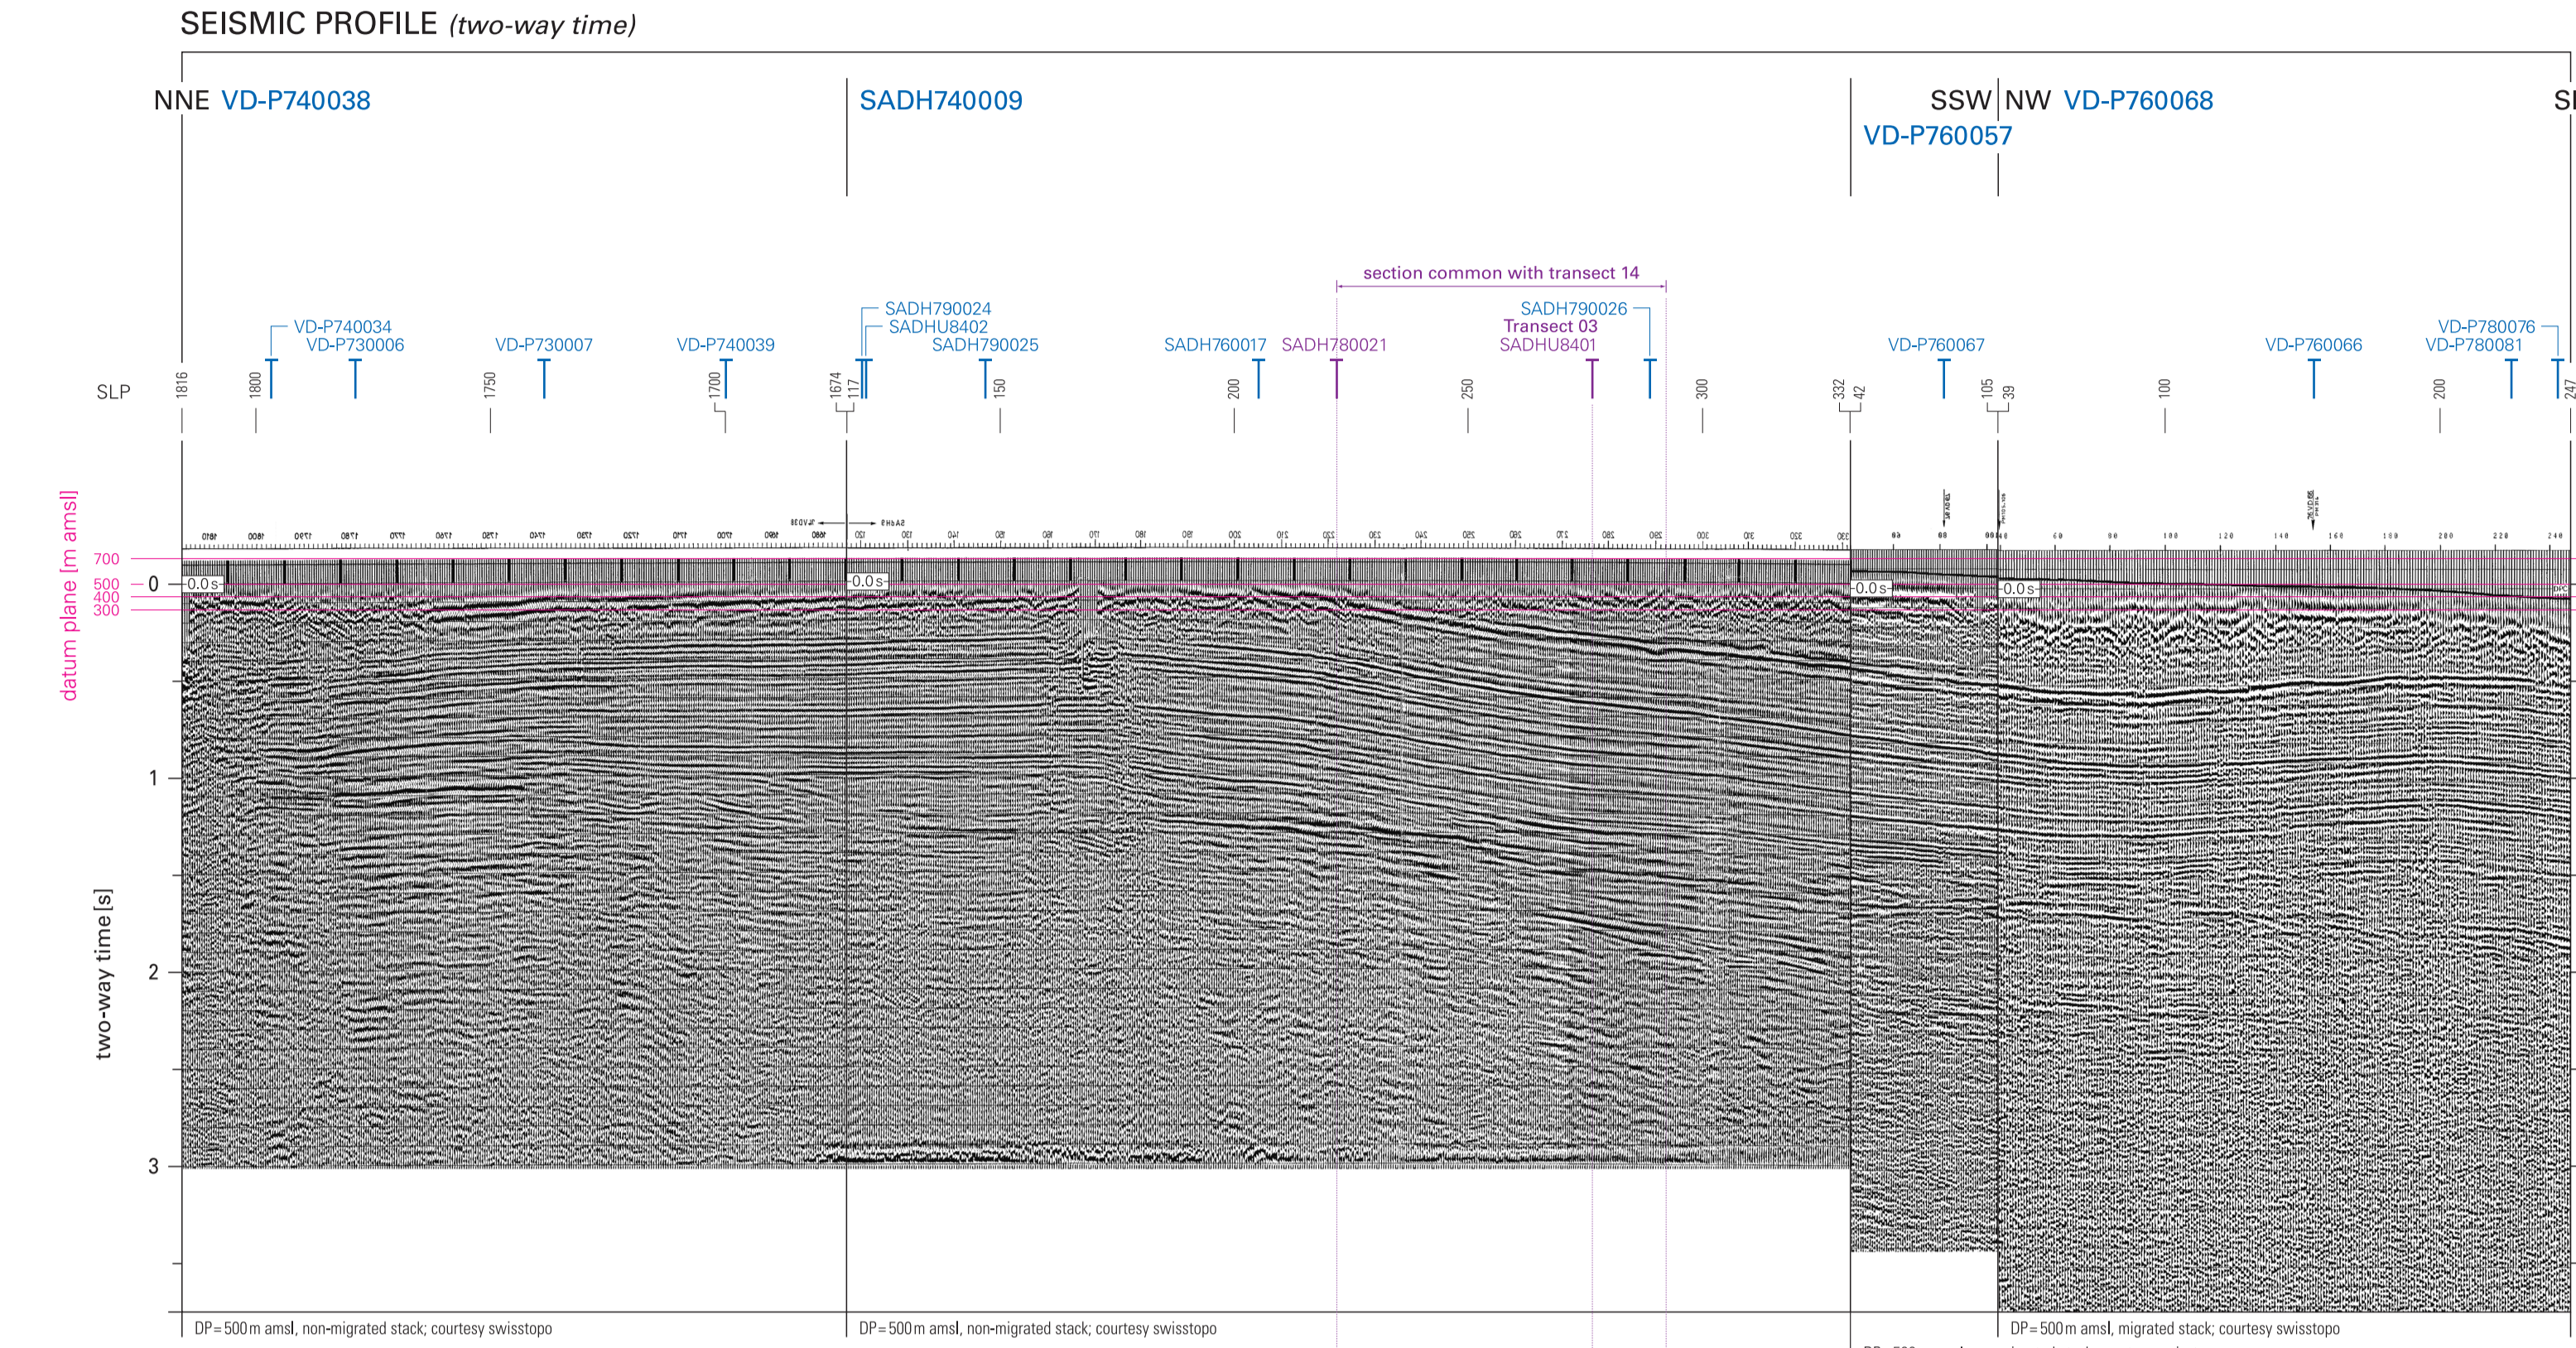 SEISMIC PROFILE (two-way time)
NNE VD-P740038
SADH740009
SSW NW VD-P760068
VD-P760057
section common with transect 14
SADH790024
SADH790026
VD-P740034
SADHU8402
Transect 03
VD-P780076
VD-P730006
VD-P730007
VD-P740039
SADH790025
SADH760017
SADH780021
SADHU8401
VD-P760067
VD-P760066
VD-P780081
SLP
1816
1800
1750
1700
1674
117
150
200
250
300
332
42
105
39
100
200
247
datum plane [m amsl]
700
500
400
300
0
0.0 s
0.0 s
0.0 s
0.0 s
1
2
3
two-way time [s]
DP = 500 m amsl, non-migrated stack; courtesy swisstopo
DP = 500 m amsl, non-migrated stack; courtesy swisstopo
DP = 500 m amsl, migrated stack; courtesy swisstopo